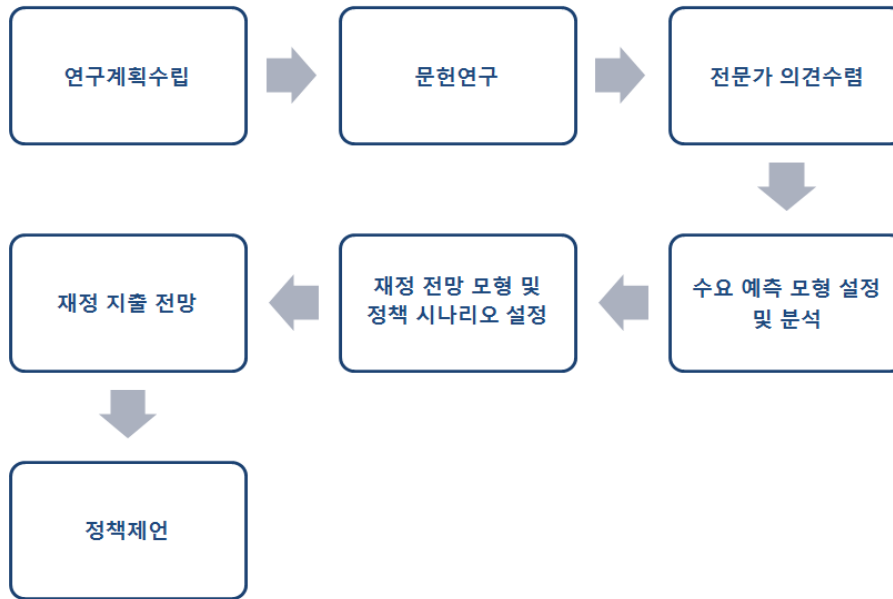 연구계획수립
문헌연구
전문가 의견수렴
수요 예측 모형 설정
및 분석
재정 전망 모형 및
정책 시나리오 설정
재정 지출 전망
정책제언